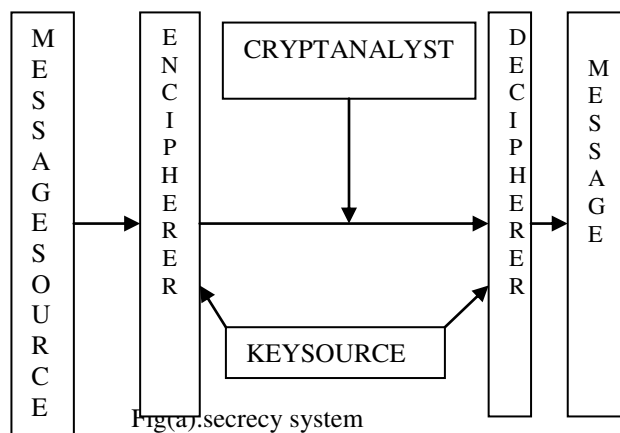 MESSAGESOURCE
ENCIPHERER
CRYPTANALYST
DECIPHERER
MESSAGE
KEYSOURCE
Fig(a).secrecy system